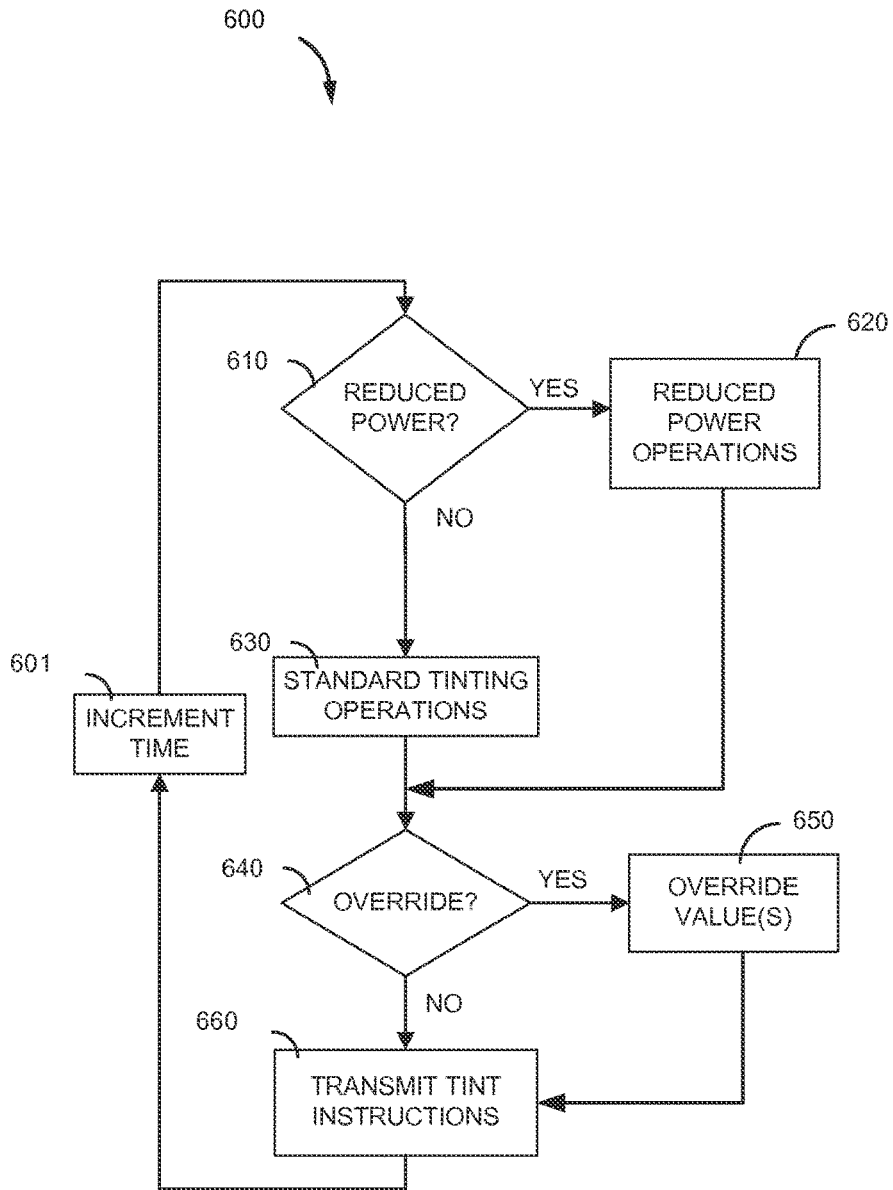 600
610
REDUCED
POWER?
YES
620
REDUCED
POWER
OPERATIONS
NO
601
INCREMENT
TIME
630
STANDARD TINTING
OPERATIONS
640
OVERRIDE?
YES
650
OVERRIDE
VALUE(S)
NO
660
TRANSMIT TINT
INSTRUCTIONS